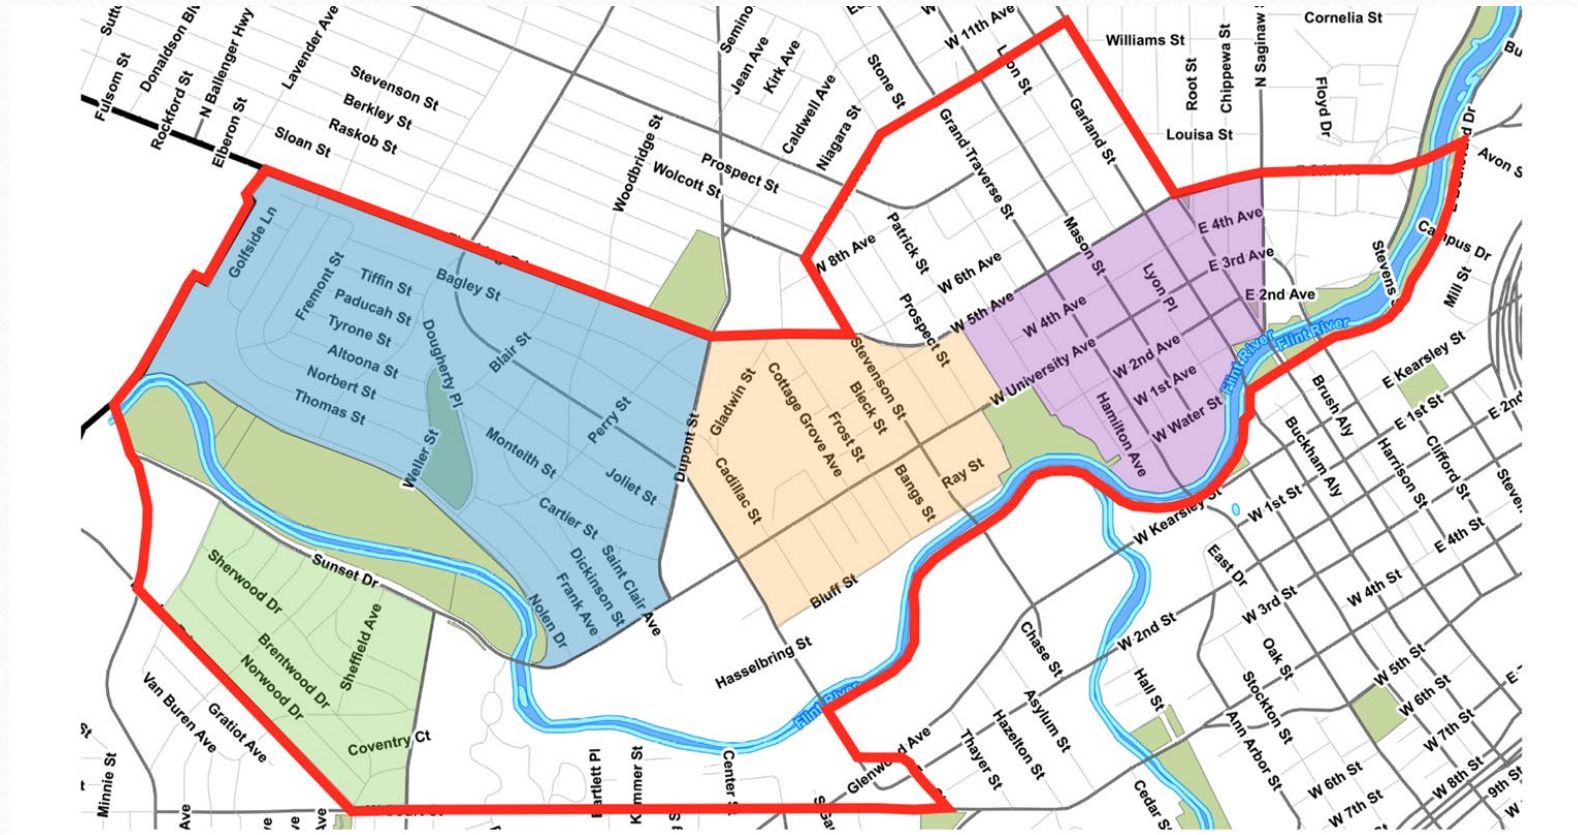 Fulsom St
Donaldson Bl
Rockford St
N Ballenger Hwy
Elberon St
Lavender Ave
Stevenson St
Berkley St
Raskob St
Sloan St
Woodbridge St
Wolcott St
Prospect St
Jean Ave
Kirk Ave
Caldwell Ave
Niagara St
Stone St
W 11th Ave
Lyon St
Garland St
Grand Traverse St
Williams St
Root St
Chippewa St
N Saginaw
Cornelia St
Floyd Dr
Louisa St
Avon S
Campus Dr
Mill St
Stevens
Golfside Ln
Fremont St
Tiffin St
Paducah St
Tyrone St
Altoona St
Norbert St
Thomas St
Bagley St
Dougherty Pl
Blair St
Perry St
Weller St
Monteith St
Joliet St
Cartier St
Saint Clair Ave
Dickinson St
Frank Ave
Nolen Dr
Dupont St
W 8th Ave
Patrick St
W 6th Ave
W 5th Ave
Prospect St
Mason St
E 4th Ave
E 3rd Ave
E 2nd Ave
Lyon Pl
W 4th Ave
W University Ave
W 2nd Ave
W 1st Ave
W Water St
Hamilton Ave
Flint River
Flint River
Gladwin St
Cottage Grove Ave
Stevenson St
Bieck St
Frost St
Cadillac St
Bangs St
Ray St
Bluff St
Hasselbring St
Flint River
Sunset Dr
Sherwood Dr
Brentwood Dr
Norwood Dr
Sheffield Ave
Coventry Ct
Van Buren Ave
Gratiot Ave
Minnie St
Center S
Glenwood Ave
Thayer St
Hazelton St
Asylum St
Chase St
Hall St
Cedar S
W Kearsley St
W 1st St
W 2nd St
East Dr
W 3rd St
W 4th St
Oak St
Stockton St
Ann Arbor St
W 5th St
W 6th St
W 7th St
W 6th St
W 7th St
W 8th St
9th St
E Kearsley St
E 1st St
E 2nd
E 4th St
Brush Aly
Buckham Aly
Harrison St
Clifford St